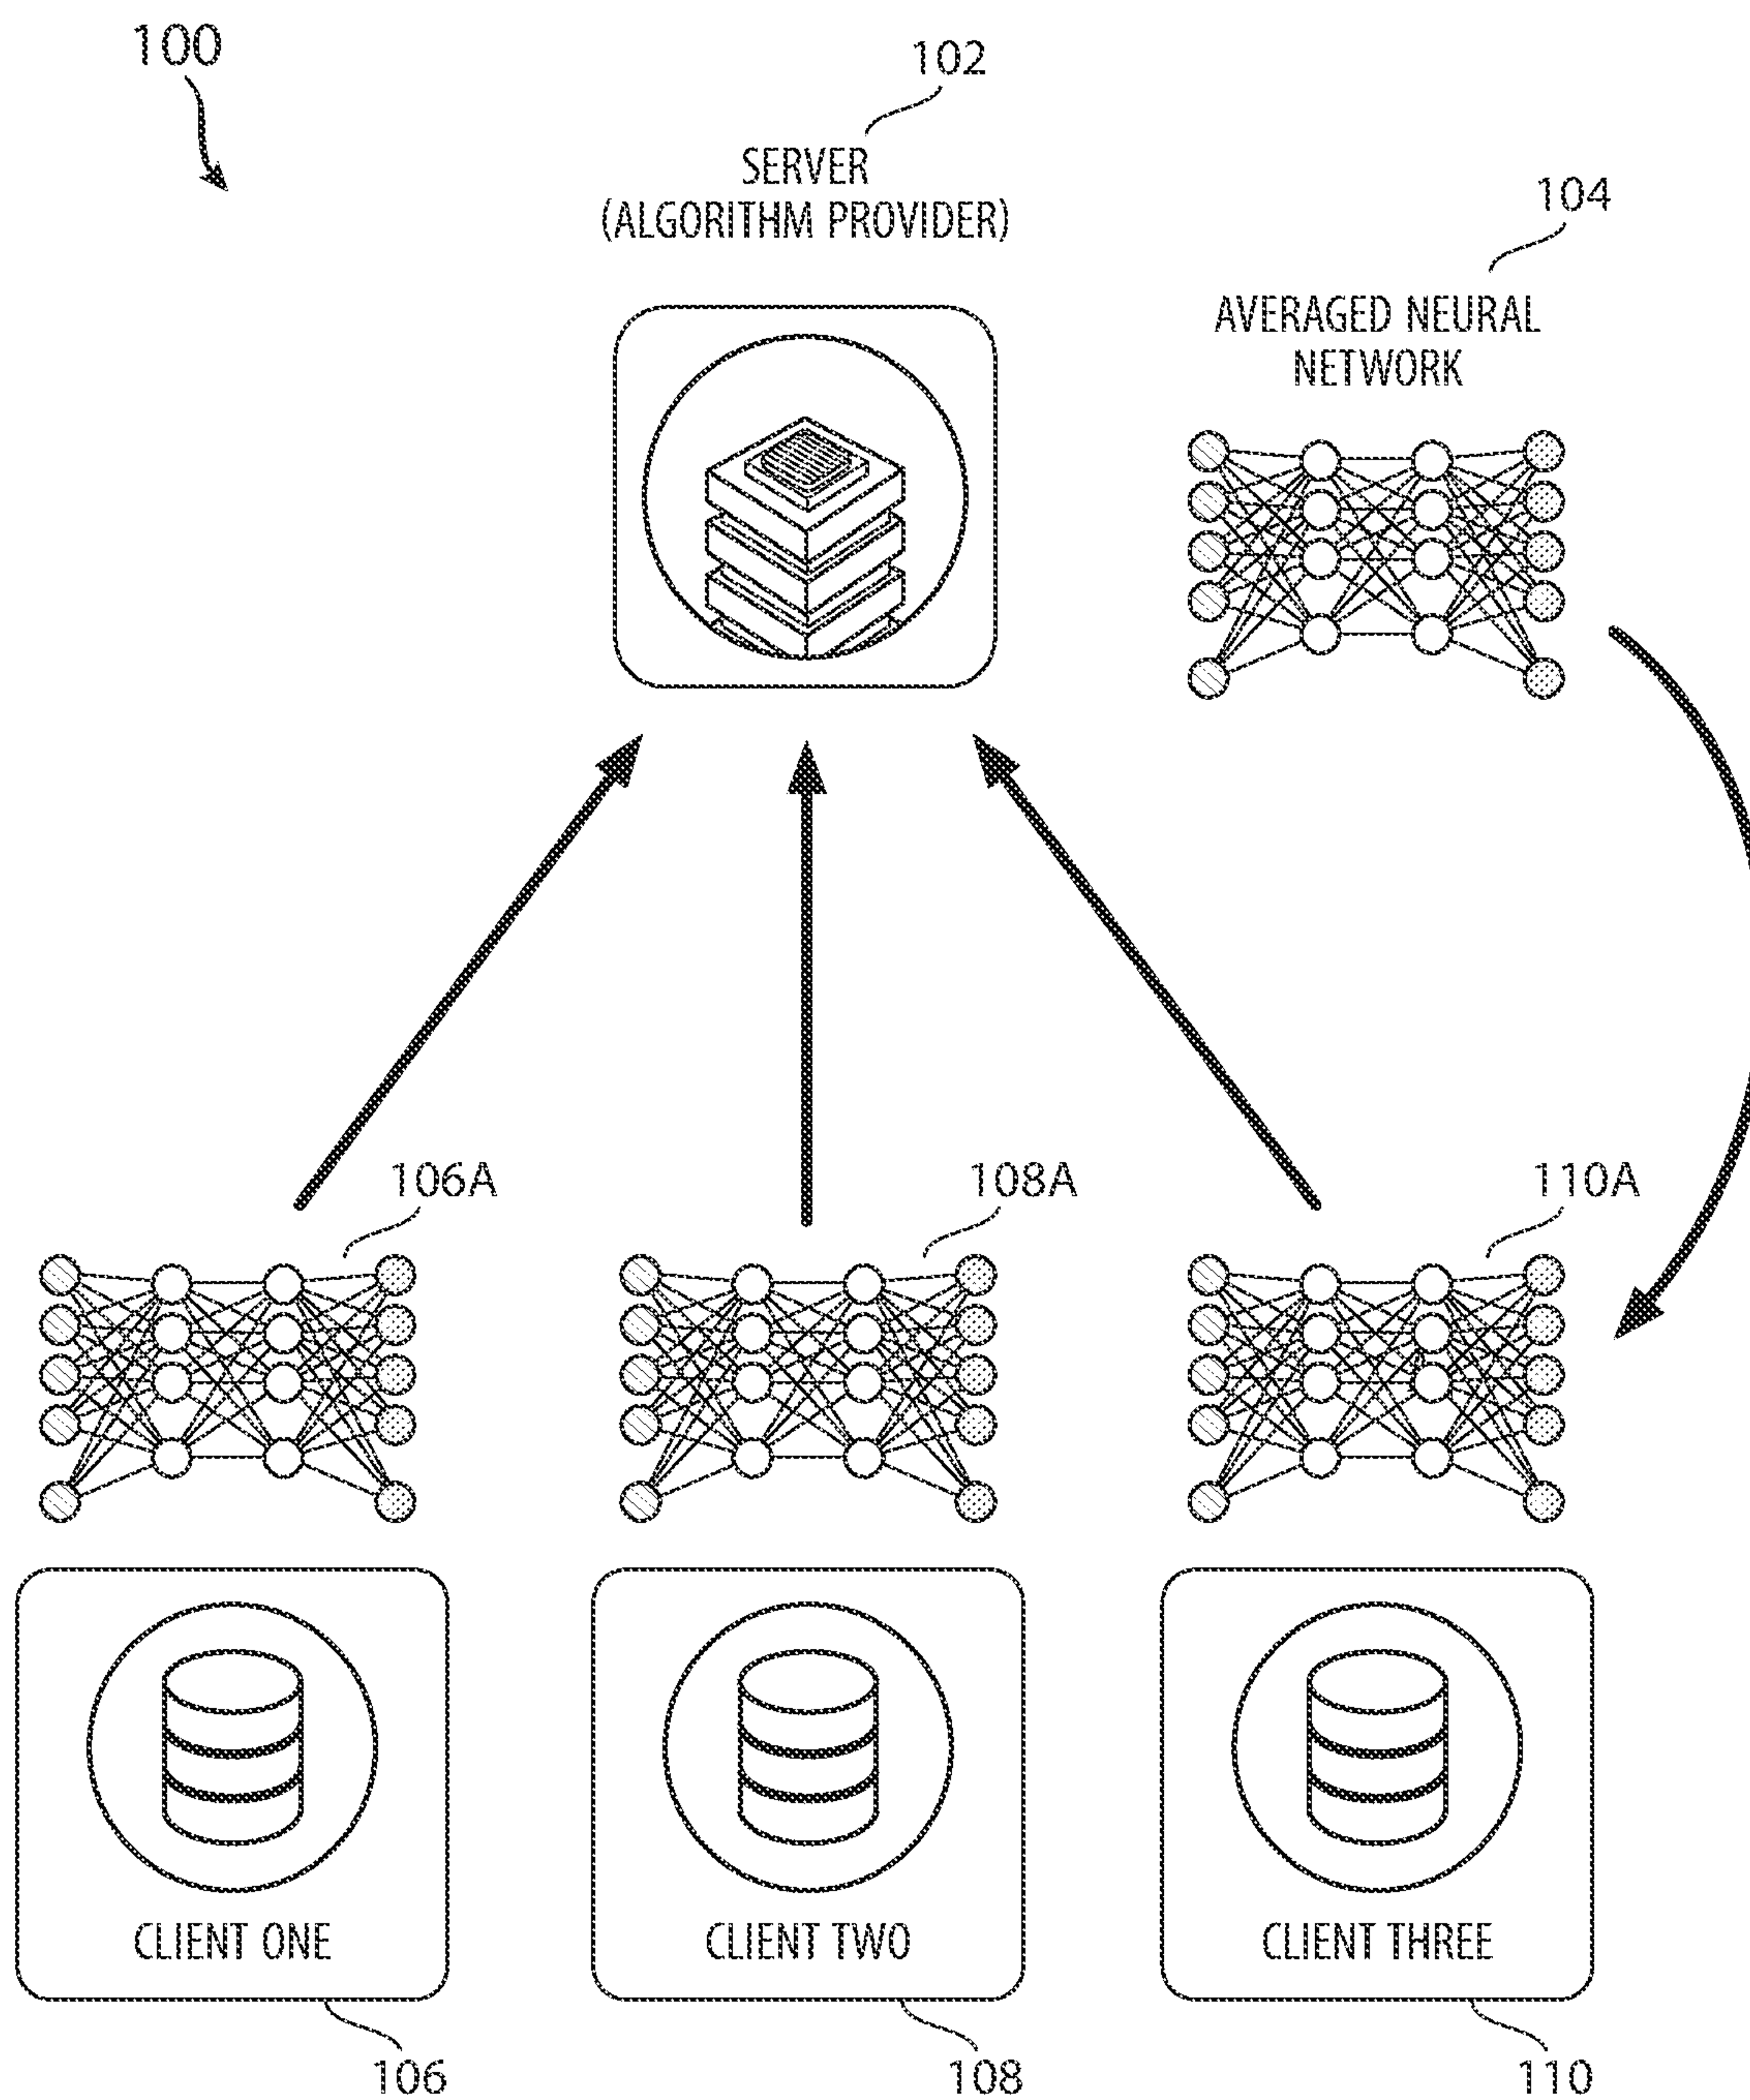 100
102
SERVER
(ALGORITHM PROVIDER)
104
AVERAGED NEURAL
NETWORK
106A
108A
110A
CLIENT ONE
CLIENT TWO
CLIENT THREE
106
108
110